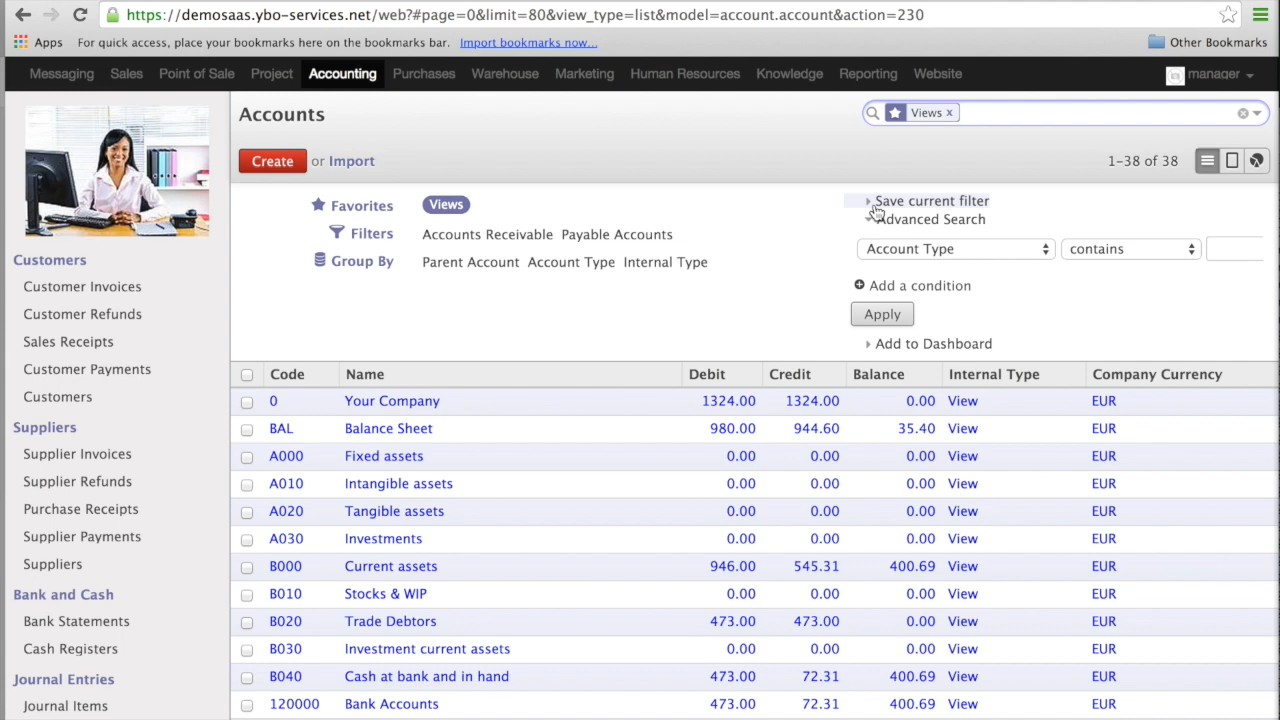 https://demosaas.ybo-services.net/web?#page=0&limit=80&view_type=list&model=account.account&action=230
Apps For quick access, place your bookmarks here on the bookmarks bar. Import bookmarks now... Other Bookmarks
Messaging Sales Point of Sale Project Accounting Purchases Warehouse Marketing Human Resources Knowledge Reporting Website manager
Accounts
Views x
Create or Import
1-38 of 38
Favorites Views
Filters Accounts Receivable Payable Accounts
Group By Parent Account Account Type Internal Type
Save current filter
Advanced Search
Account Type contains
Add a condition
Apply
Add to Dashboard
Customers
Customer Invoices
Customer Refunds
Sales Receipts
Customer Payments
Customers
Suppliers
Supplier Invoices
Supplier Refunds
Purchase Receipts
Supplier Payments
Suppliers
Bank and Cash
Bank Statements
Cash Registers
Journal Entries
Journal Items
Code Name Debit Credit Balance Internal Type Company Currency
0 Your Company 1324.00 1324.00 0.00 View EUR
BAL Balance Sheet 980.00 944.60 35.40 View EUR
A000 Fixed assets 0.00 0.00 0.00 View EUR
A010 Intangible assets 0.00 0.00 0.00 View EUR
A020 Tangible assets 0.00 0.00 0.00 View EUR
A030 Investments 0.00 0.00 0.00 View EUR
B000 Current assets 946.00 545.31 400.69 View EUR
B010 Stocks & WIP 0.00 0.00 0.00 View EUR
B020 Trade Debtors 473.00 473.00 0.00 View EUR
B030 Investment current assets 0.00 0.00 0.00 View EUR
B040 Cash at bank and in hand 473.00 72.31 400.69 View EUR
120000 Bank Accounts 473.00 72.31 400.69 View EUR